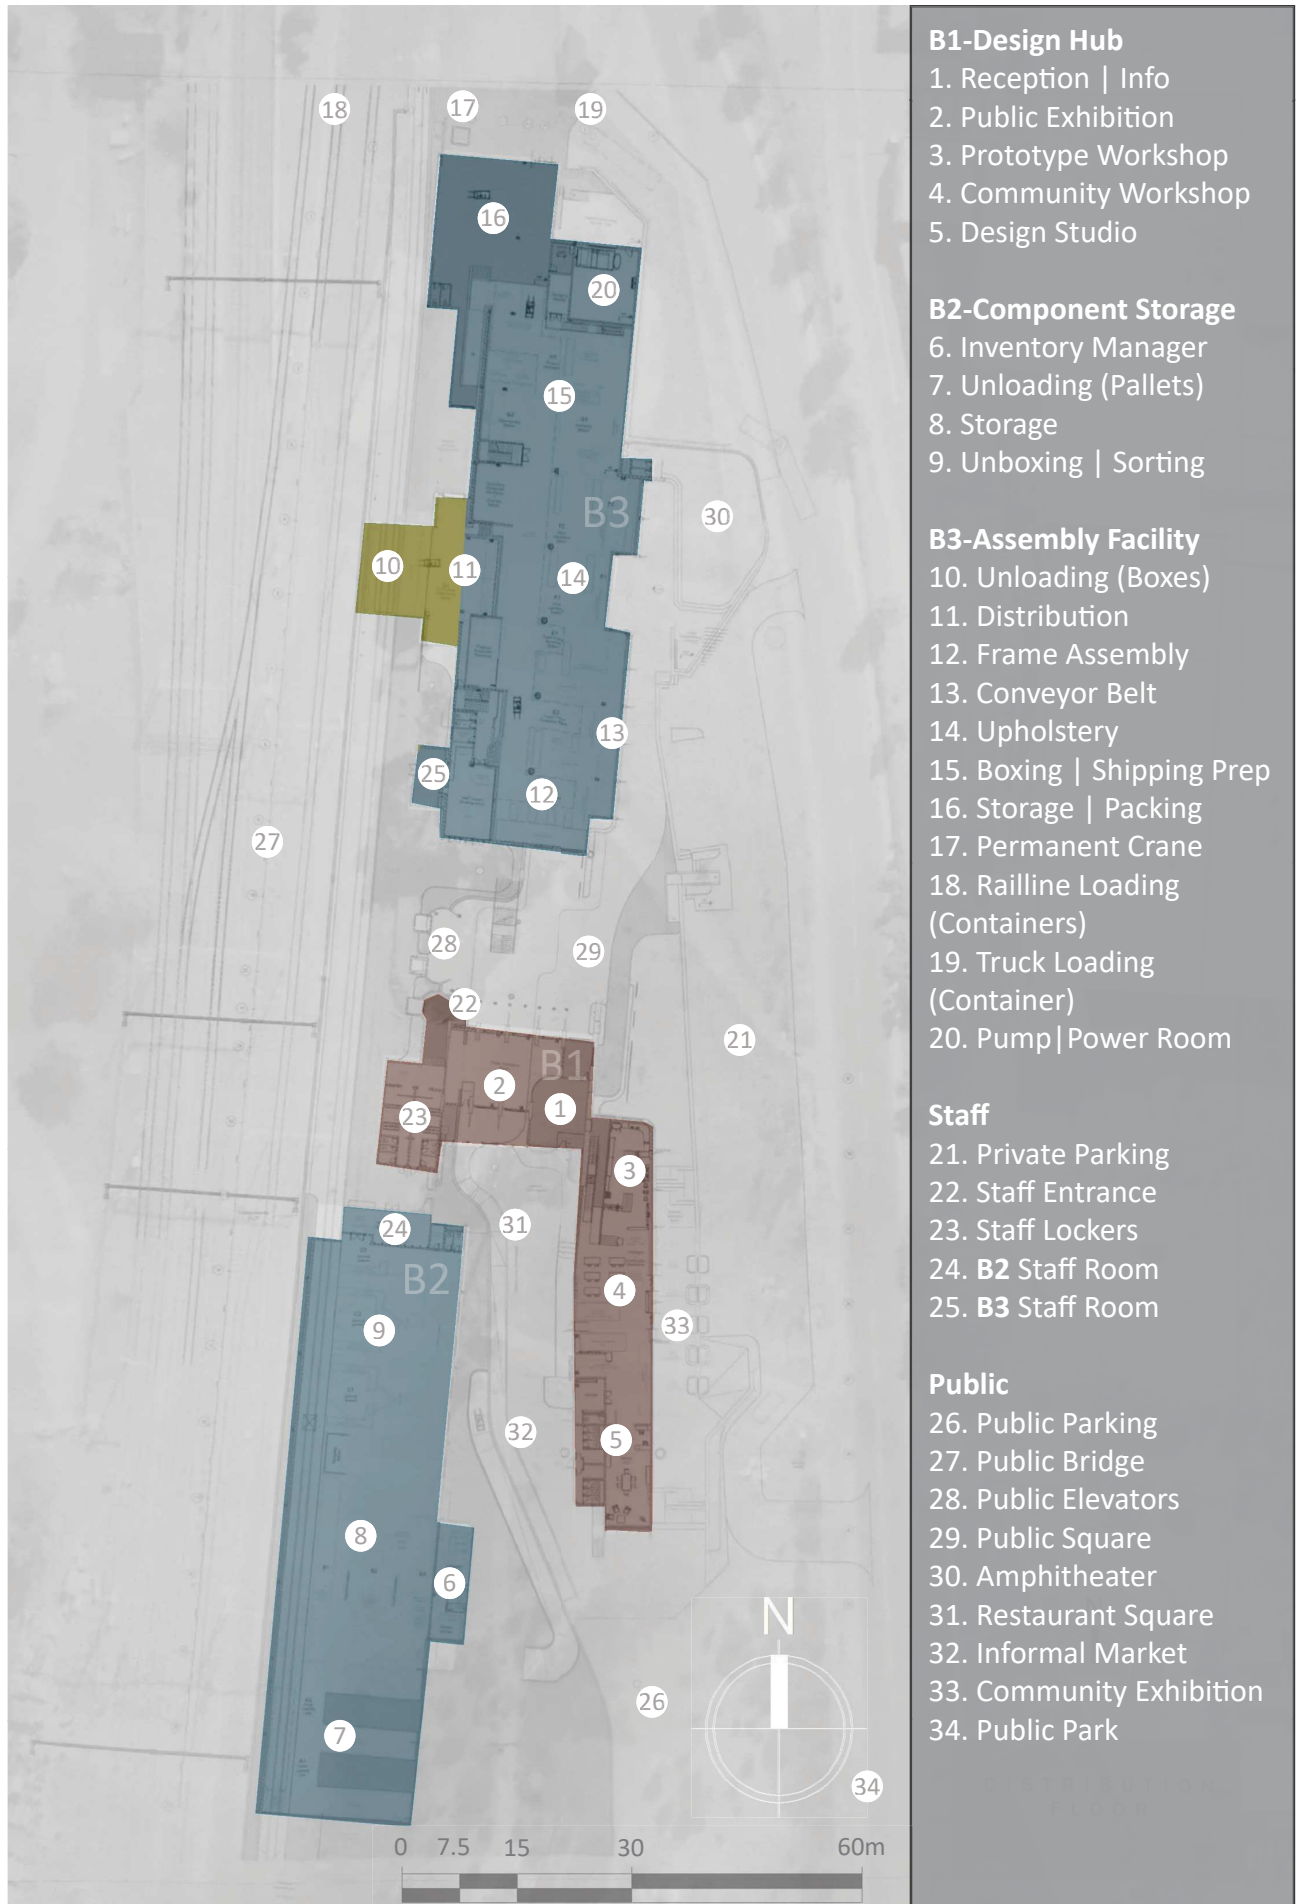 B1-Design Hub
1. Reception | Info
2. Public Exhibition
3. Prototype Workshop
4. Community Workshop
5. Design Studio
B2-Component Storage
6. Inventory Manager
7. Unloading (Pallets)
8. Storage
9. Unboxing | Sorting
B3-Assembly Facility
10. Unloading (Boxes)
11. Distribution
12. Frame Assembly
13. Conveyor Belt
14. Upholstery
15. Boxing | Shipping Prep
16. Storage | Packing
17. Permanent Crane
18. Railline Loading
(Containers)
19. Truck Loading
(Container)
20. Pump|Power Room
Staff
21. Private Parking
22. Staff Entrance
23. Staff Lockers
24. B2 Staff Room
25. B3 Staff Room
Public
26. Public Parking
27. Public Bridge
28. Public Elevators
29. Public Square
30. Amphitheater
31. Restaurant Square
32. Informal Market
33. Community Exhibition
34. Public Park
DISTRIBUTION
FLOOR
18
17
19
16
20
15
B3
30
10
11
14
13
25
12
27
28
29
22
21
B1
2
1
23
3
31
24
B2
4
9
33
32
5
8
6
N
26
7
34
0 7.5 15 30 60m